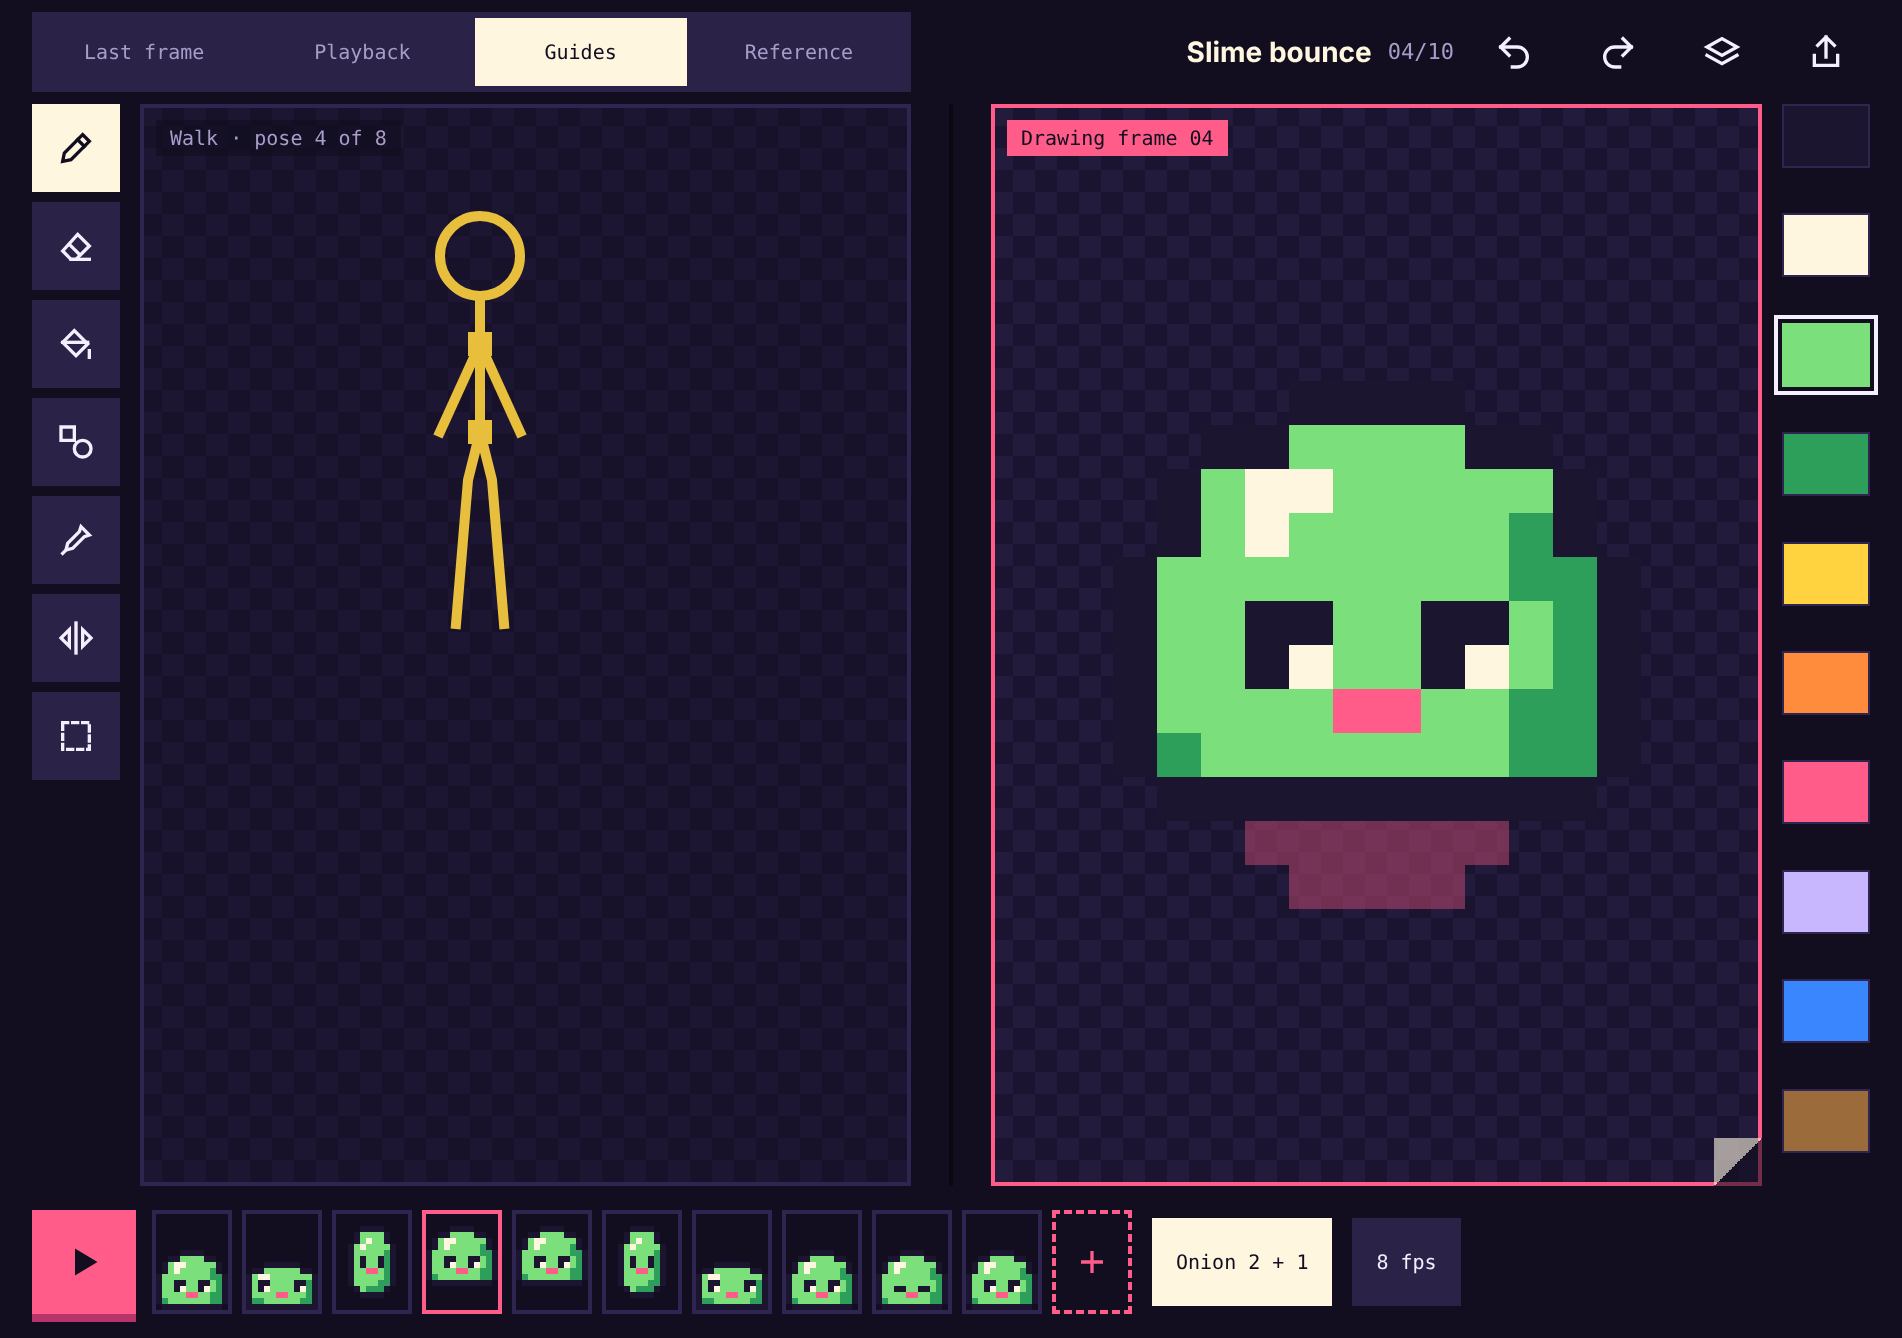 Last frame
Playback
Guides
Reference
Slime bounce 04/10
Walk · pose 4 of 8
Drawing frame 04
Onion 2 + 1
8 fps